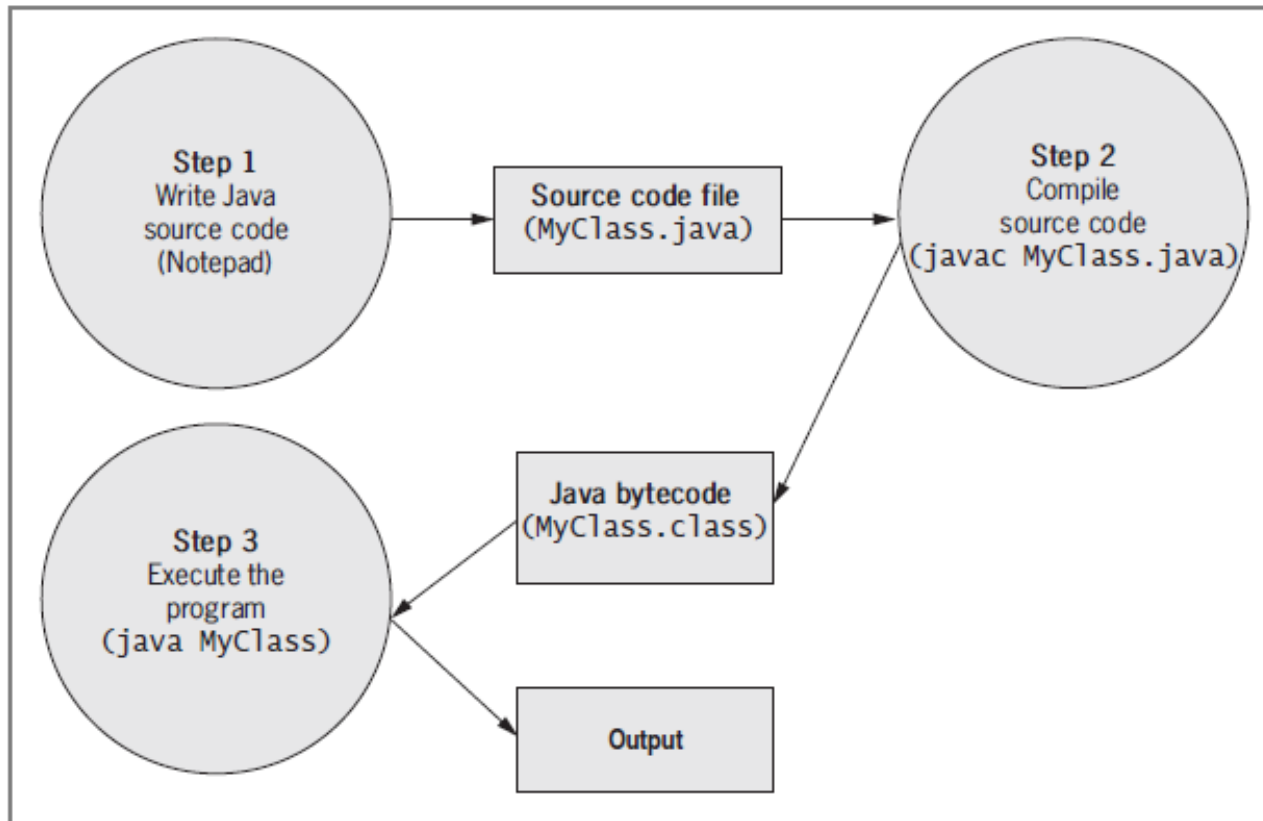 Step 1
Write Java
source code
(Notepad)
Source code file
(MyClass.java)
Step 2
Compile
source code
(javac MyClass.java)
Java bytecode
(MyClass.class)
Step 3
Execute the
program
(java MyClass)
Output